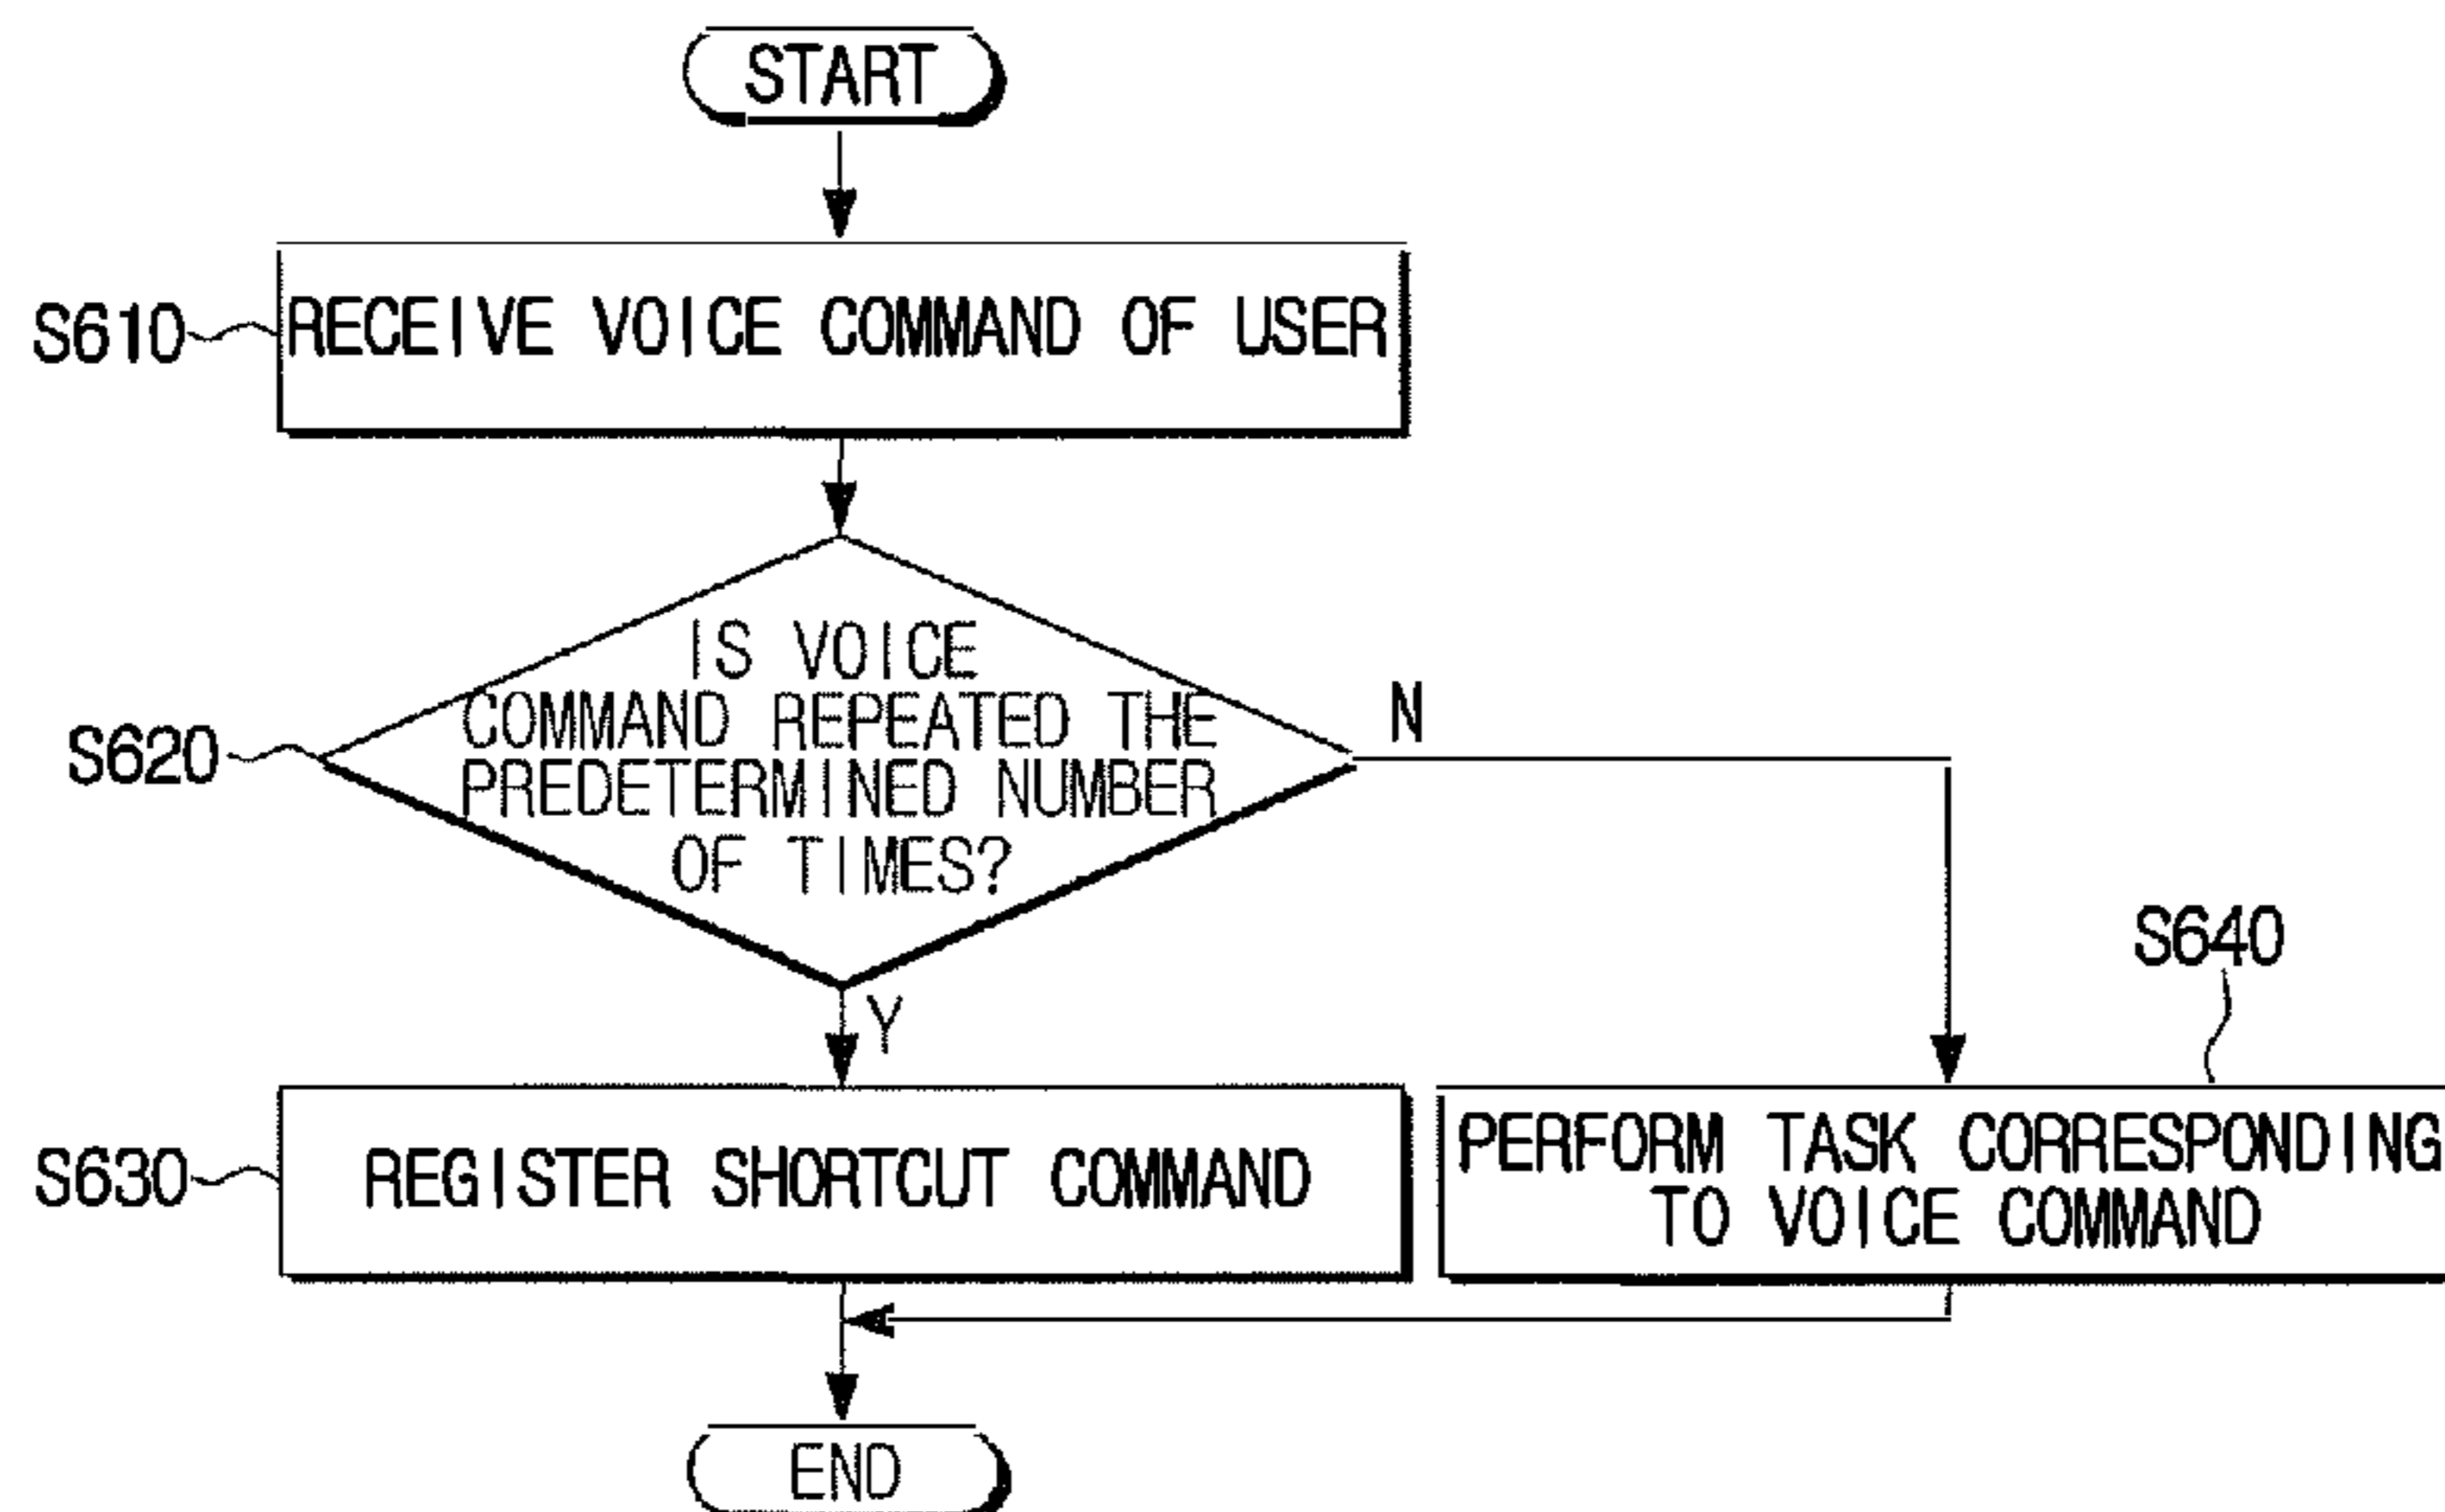 START
S610
RECEIVE VOICE COMMAND OF USER
S620
IS VOICE
COMMAND REPEATED THE
PREDETERMINED NUMBER
OF TIMES?
N
Y
S630
REGISTER SHORTCUT COMMAND
S640
PERFORM TASK CORRESPONDING
TO VOICE COMMAND
END